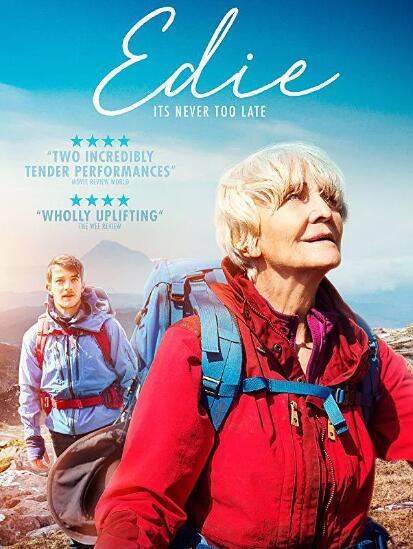 Edie
ITS NEVER TOO LATE
★★★★
"TWO INCREDIBLY
TENDER PERFORMANCES"
MOVIE REVIEW WORLD
★★★★
"WHOLLY UPLIFTING"
THE WEE REVIEW